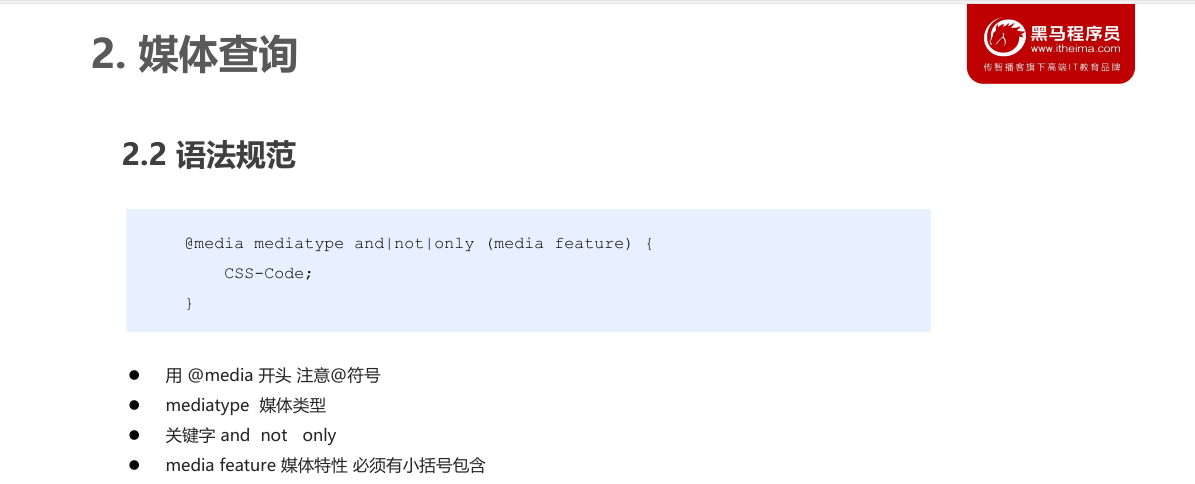 2. 媒体查询
黑马程序员
www.itheima.com
传智播客旗下高端IT教育品牌
2.2 语法规范
@media mediatype and|not|only (media feature) {
CSS-Code;
}
用 @media 开头 注意@符号
mediatype 媒体类型
关键字 and not only
media feature 媒体特性 必须有小括号包含